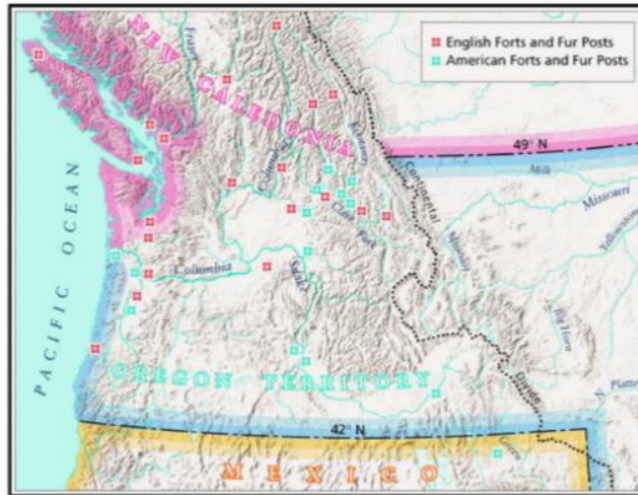 English Forts and Fur Posts
American Forts and Fur Posts
NEW CALEDONIA
Fraser
Columbia
Kootenay
49° N
Milk
Continental
Missouri
Missouri
Yellowstone
PACIFIC OCEAN
Clark Fork
Columbia
Snake
Big Horn
OREGON TERRITORY
Divide
N. Platte
42° N
Green
MEXICO